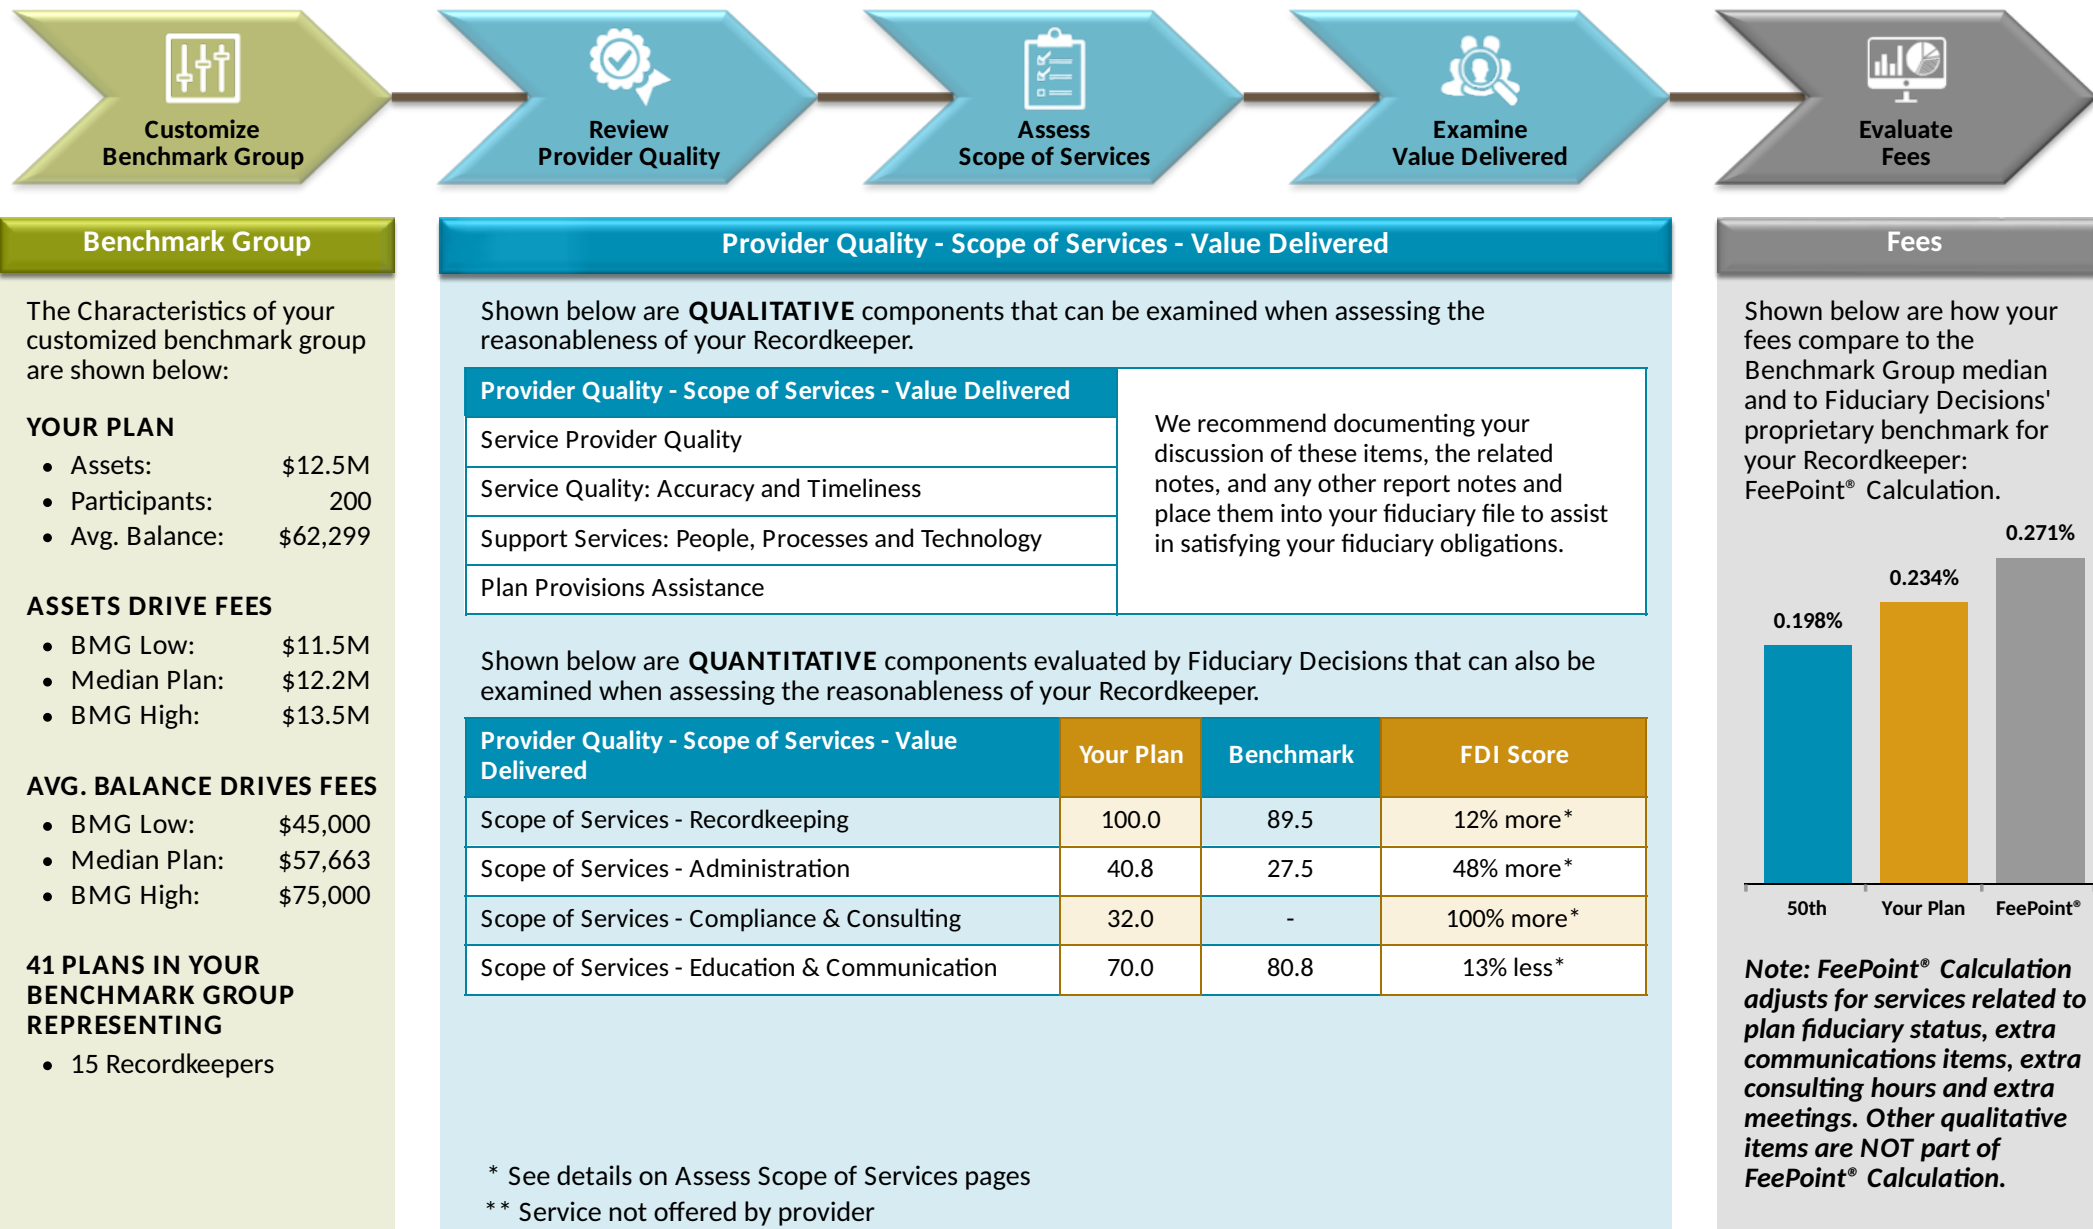 Customize
Benchmark Group
Review
Provider Quality
Assess
Scope of Services
Examine
Value Delivered
Evaluate
Fees
Benchmark Group
The Characteristics of your
customized benchmark group
are shown below:
YOUR PLAN
• Assets: $12.5M
• Participants: 200
• Avg. Balance: $62,299
ASSETS DRIVE FEES
• BMG Low: $11.5M
• Median Plan: $12.2M
• BMG High: $13.5M
AVG. BALANCE DRIVES FEES
• BMG Low: $45,000
• Median Plan: $57,663
• BMG High: $75,000
41 PLANS IN YOUR
BENCHMARK GROUP
REPRESENTING
• 15 Recordkeepers
Provider Quality - Scope of Services - Value Delivered
Shown below are QUALITATIVE components that can be examined when assessing the
reasonableness of your Recordkeeper.
Provider Quality - Scope of Services - Value Delivered
Service Provider Quality
Service Quality: Accuracy and Timeliness
Support Services: People, Processes and Technology
Plan Provisions Assistance
We recommend documenting your
discussion of these items, the related
notes, and any other report notes and
place them into your fiduciary file to assist
in satisfying your fiduciary obligations.
Shown below are QUANTITATIVE components evaluated by Fiduciary Decisions that can also be
examined when assessing the reasonableness of your Recordkeeper.
Provider Quality - Scope of Services - Value
Delivered
Your Plan Benchmark FDI Score
Scope of Services - Recordkeeping 100.0 89.5 12% more*
Scope of Services - Administration 40.8 27.5 48% more*
Scope of Services - Compliance & Consulting 32.0 - 100% more*
Scope of Services - Education & Communication 70.0 80.8 13% less*
* See details on Assess Scope of Services pages
** Service not offered by provider
Fees
Shown below are how your
fees compare to the
Benchmark Group median
and to Fiduciary Decisions'
proprietary benchmark for
your Recordkeeper:
FeePoint® Calculation.
0.198% 0.234% 0.271%
50th Your Plan FeePoint®
Note: FeePoint® Calculation
adjusts for services related to
plan fiduciary status, extra
communications items, extra
consulting hours and extra
meetings. Other qualitative
items are NOT part of
FeePoint® Calculation.